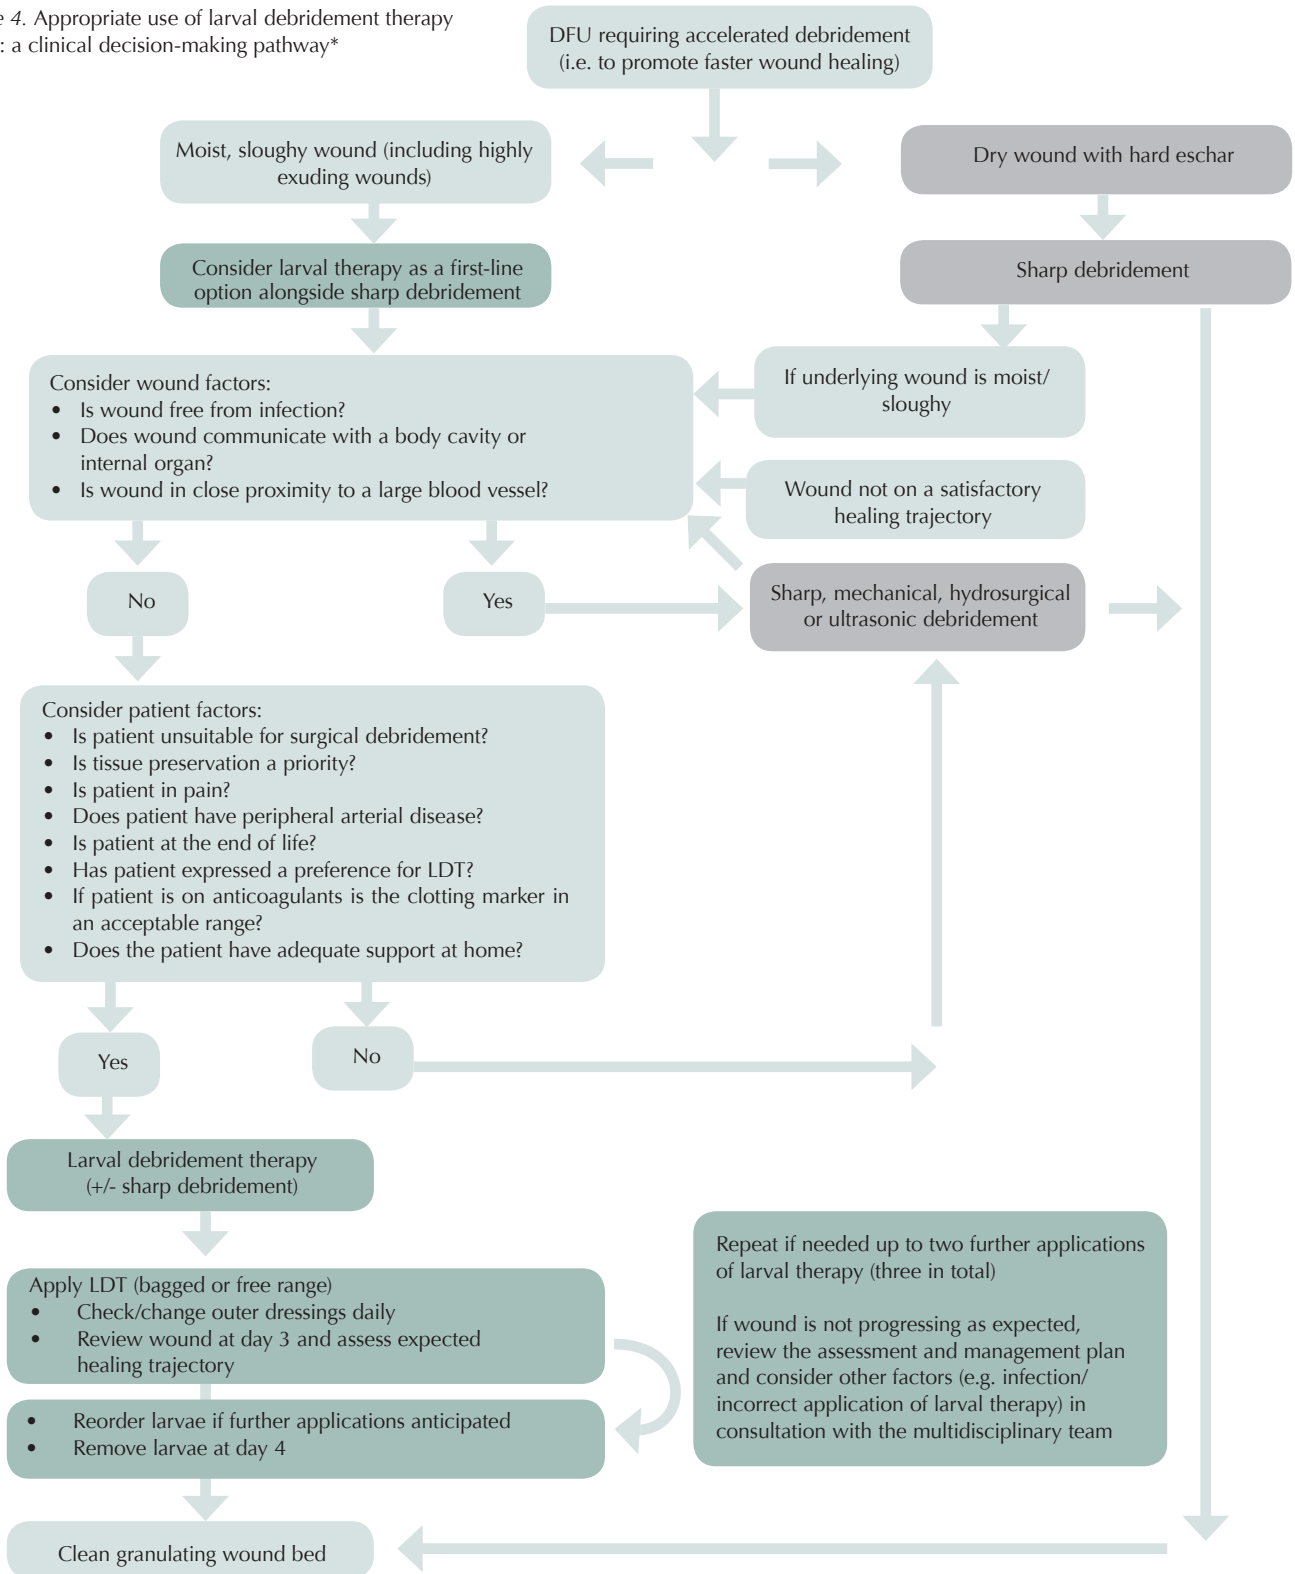 4. Appropriate use of larval debridement therapy
: a clinical decision-making pathway*
DFU requiring accelerated debridement
(i.e. to promote faster wound healing)
Moist, sloughy wound (including highly
exuding wounds)
Dry wound with hard eschar
Consider larval therapy as a first-line
option alongside sharp debridement
Sharp debridement
Consider wound factors:
• Is wound free from infection?
• Does wound communicate with a body cavity or
internal organ?
• Is wound in close proximity to a large blood vessel?
If underlying wound is moist/
sloughy
Wound not on a satisfactory
healing trajectory
No
Yes
Sharp, mechanical, hydrosurgical
or ultrasonic debridement
Consider patient factors:
• Is patient unsuitable for surgical debridement?
• Is tissue preservation a priority?
• Is patient in pain?
• Does patient have peripheral arterial disease?
• Is patient at the end of life?
• Has patient expressed a preference for LDT?
• If patient is on anticoagulants is the clotting marker in
an acceptable range?
• Does the patient have adequate support at home?
Yes
No
Larval debridement therapy
(+/- sharp debridement)
Apply LDT (bagged or free range)
• Check/change outer dressings daily
• Review wound at day 3 and assess expected
healing trajectory
• Reorder larvae if further applications anticipated
• Remove larvae at day 4
Repeat if needed up to two further applications
of larval therapy (three in total)
If wound is not progressing as expected,
review the assessment and management plan
and consider other factors (e.g. infection/
incorrect application of larval therapy) in
consultation with the multidisciplinary team
Clean granulating wound bed